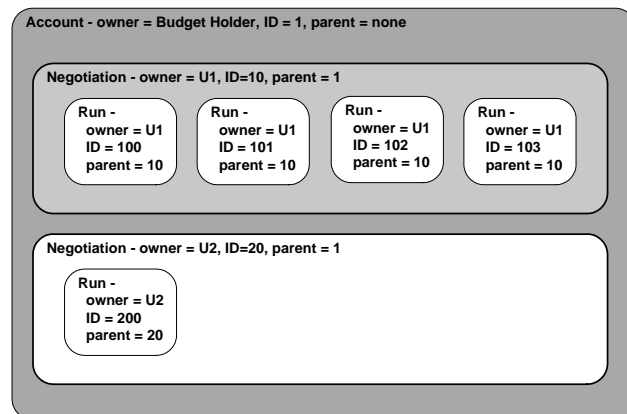 Account - owner = Budget Holder, ID = 1, parent = none
Negotiation - owner = U1, ID=10, parent = 1
Run -
owner = U1
ID = 100
parent = 10
Run -
owner = U1
ID = 101
parent = 10
Run -
owner = U1
ID = 102
parent = 10
Run -
owner = U1
ID = 103
parent = 10
Negotiation - owner = U2, ID=20, parent = 1
Run -
owner = U2
ID = 200
parent = 20